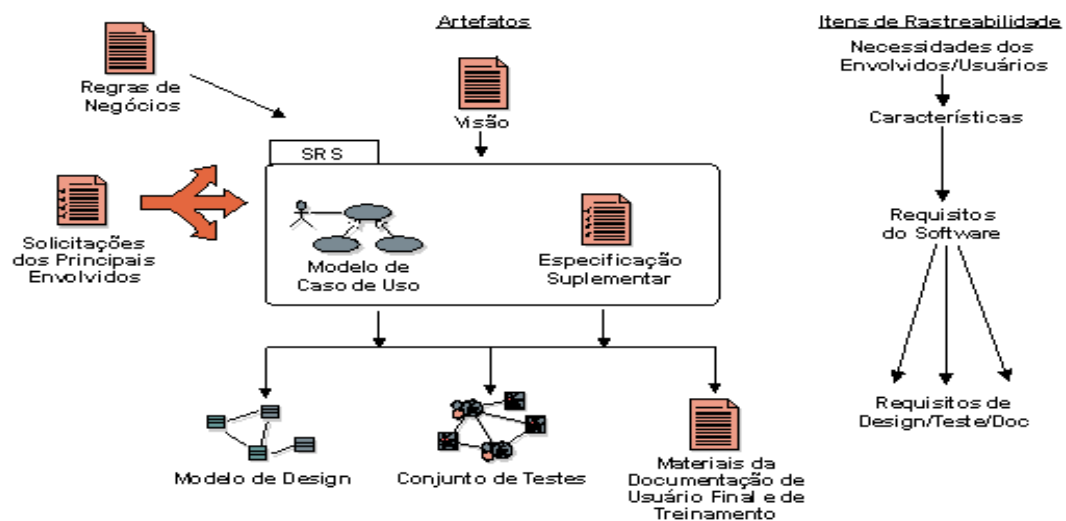 Artefatos
Itens de Rastreabilidade
Regras de
Negócios
Visão
Necessidades dos
Envolvidos/Usuários
Características
SRS
Solicitações
dos Principais
Envolvidos
Modelo de
Caso de Uso
Especificação
Suplementar
Requisitos
do Software
Modelo de Design
Conjunto de Testes
Materiais da
Documentação de
Usuário Final e de
Treinamento
Requisitos de
Design/Teste/Doc